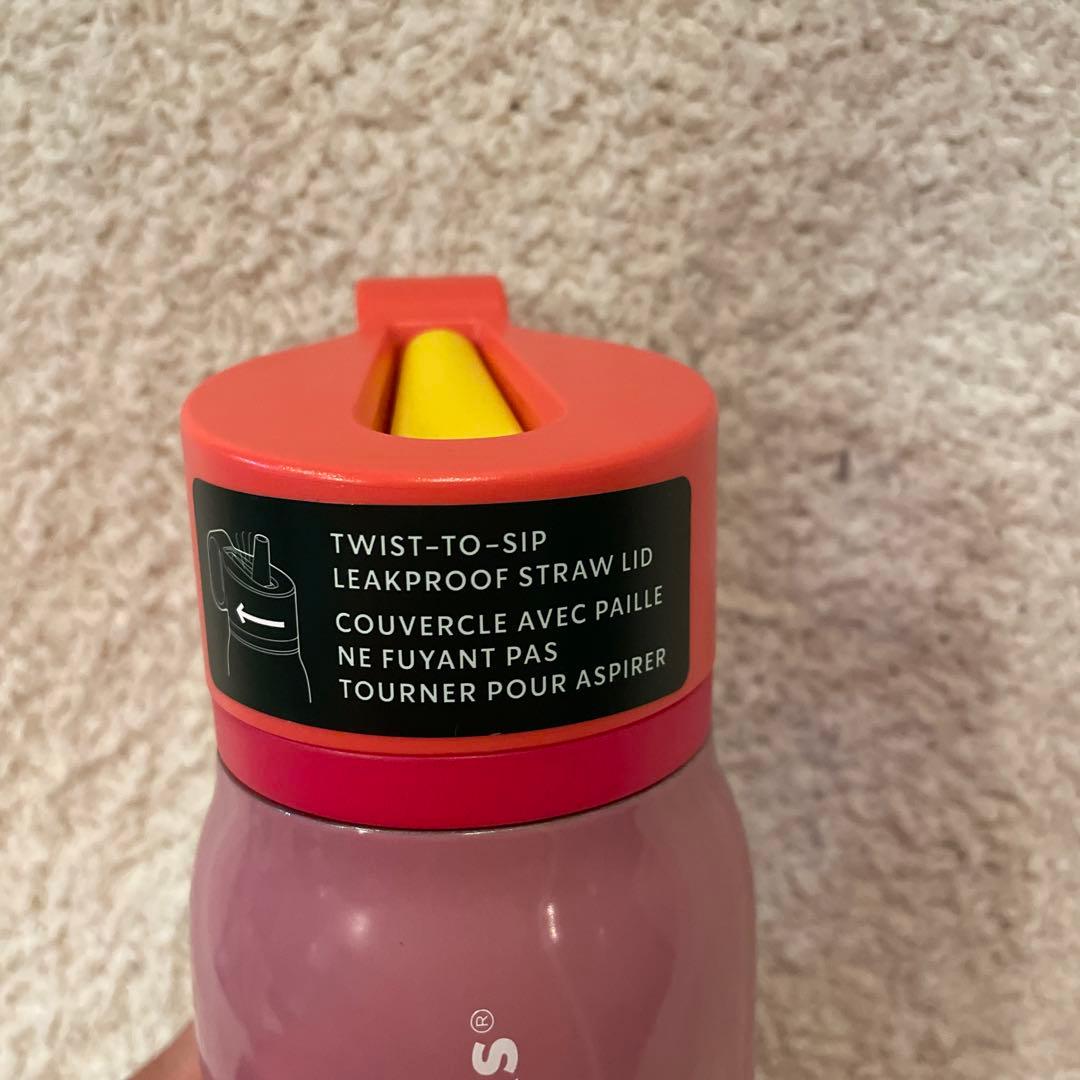 TWIST-TO-SIP
LEAKPROOF STRAW LID
COUVERCLE AVEC PAILLE
NE FUYANT PAS
TOURNER POUR ASPIRER
S®